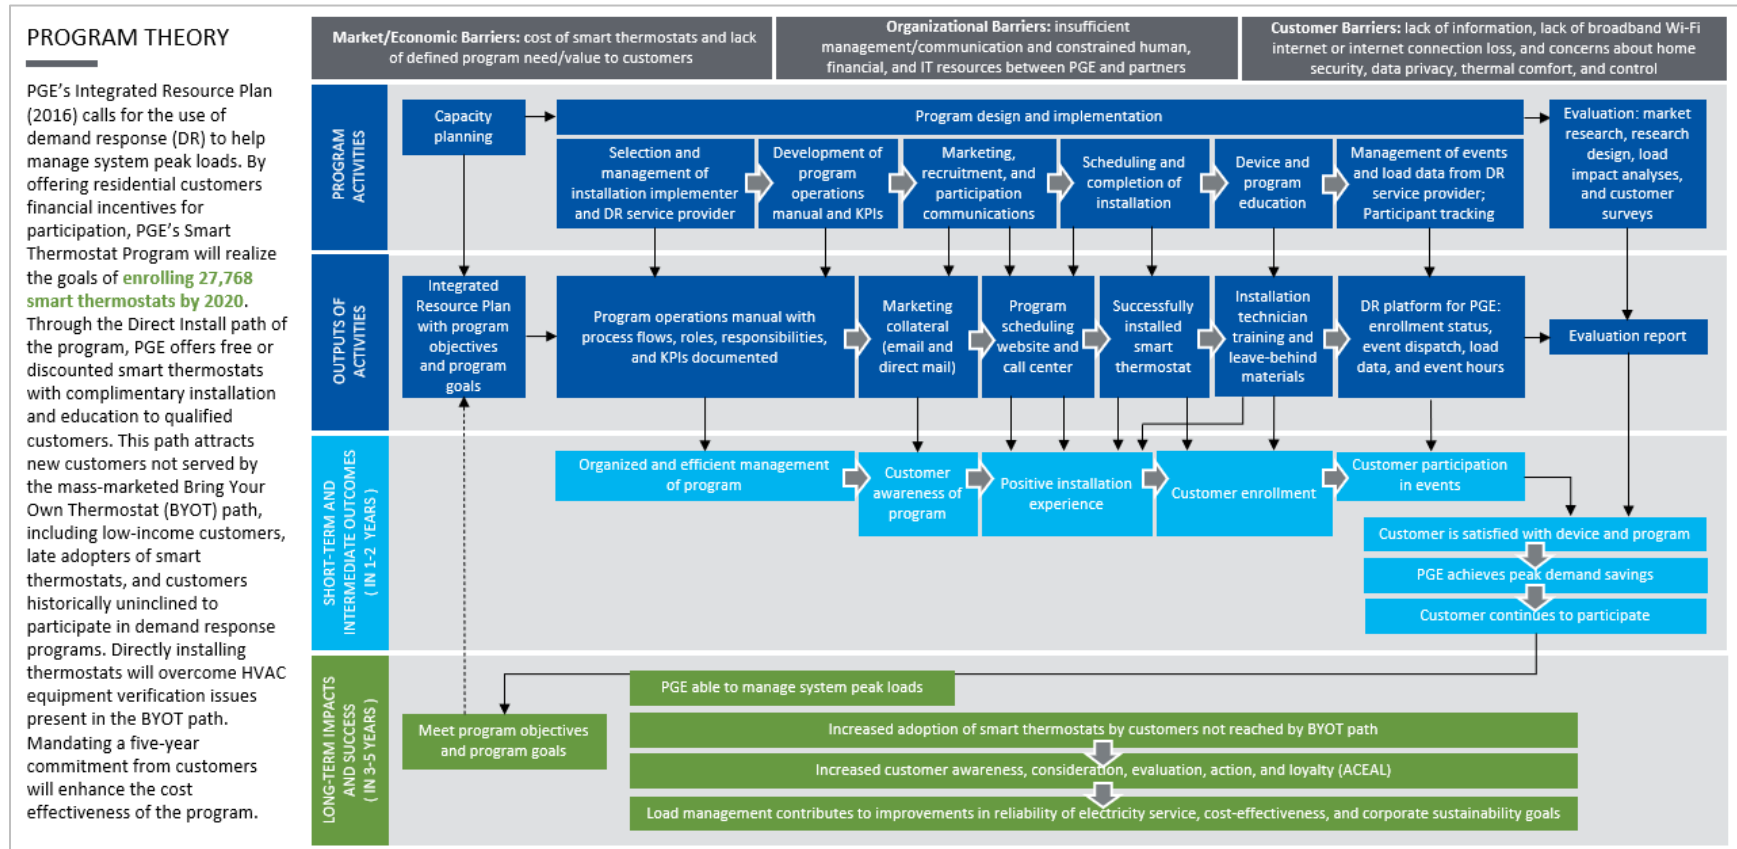 PROGRAM THEORY
PGE's Integrated Resource Plan
(2016) calls for the use of
demand response (DR) to help
manage system peak loads. By
offering residential customers
financial incentives for
participation, PGE's Smart
Thermostat Program will realize
the goals of enrolling 27,768
smart thermostats by 2020.
Through the Direct Install path of
the program, PGE offers free or
discounted smart thermostats
with complimentary installation
and education to qualified
customers. This path attracts
new customers not served by
the mass-marketed Bring Your
Own Thermostat (BYOT) path,
including low-income customers,
late adopters of smart
thermostats, and customers
historically uninclined to
participate in demand response
programs. Directly installing
thermostats will overcome HVAC
equipment verification issues
present in the BYOT path.
Mandating a five-year
commitment from customers
will enhance the cost
effectiveness of the program.
Market/Economic Barriers: cost of smart thermostats and lack
of defined program need/value to customers
Organizational Barriers: insufficient
management/communication and constrained human,
financial, and IT resources between PGE and partners
Customer Barriers: lack of information, lack of broadband Wi-Fi
internet or internet connection loss, and concerns about home
security, data privacy, thermal comfort, and control
PROGRAM
ACTIVITIES
Capacity
planning
Program design and implementation
Selection and
management of
installation implementer
and DR service provider
Development of
program
operations
manual and KPIs
Marketing,
recruitment, and
participation
communications
Scheduling and
completion of
installation
Device and
program
education
Management of events
and load data from DR
service provider;
Participant tracking
Evaluation: market
research, research
design, load
impact analyses,
and customer
surveys
OUTPUTS OF
ACTIVITIES
Integrated
Resource Plan
with program
objectives
and program
goals
Program operations manual with
process flows, roles, responsibilities,
and KPIs documented
Marketing
collateral
(email and
direct mail)
Program
scheduling
website and
call center
Successfully
installed
smart
thermostat
Installation
technician
training and
leave-behind
materials
DR platform for PGE:
enrollment status,
event dispatch, load
data, and event hours
Evaluation report
SHORT-TERM AND
INTERMEDIATE OUTCOMES
( IN 1-2 YEARS )
Organized and efficient management
of program
Customer
awareness of
program
Positive installation
experience
Customer enrollment
Customer participation
in events
Customer is satisfied with device and program
PGE achieves peak demand savings
Customer continues to participate
LONG-TERM IMPACTS
AND SUCCESS
( IN 3-5 YEARS )
Meet program objectives
and program goals
PGE able to manage system peak loads
Increased adoption of smart thermostats by customers not reached by BYOT path
Increased customer awareness, consideration, evaluation, action, and loyalty (ACEAL)
Load management contributes to improvements in reliability of electricity service, cost-effectiveness, and corporate sustainability goals